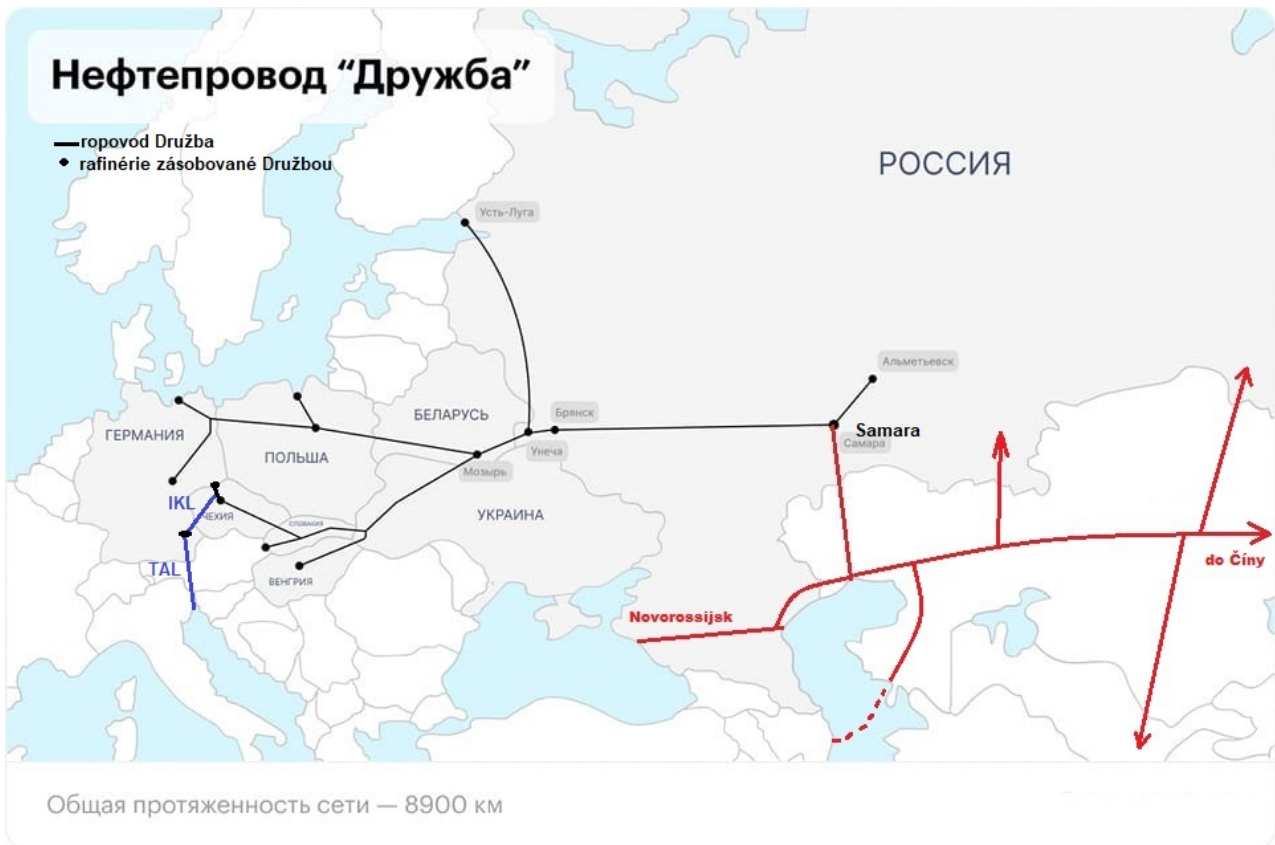 Нефтепровод “Дружба”
ропovod Družba
rafinérie zásobované Družbou
РОССИЯ
Усть-Луга
Альметьевск
БЕЛАРУСЬ
Брянск
Samara
Самара
ГЕРМАНИЯ
Унеча
ПОЛЬША
Мозырь
IKL
ЧЕХИЯ
УКРАИНА
СЛОВАКИЯ
TAL
ВЕНГРИЯ
do Číny
Novorossijsk
Общая протяженность сети — 8900 км